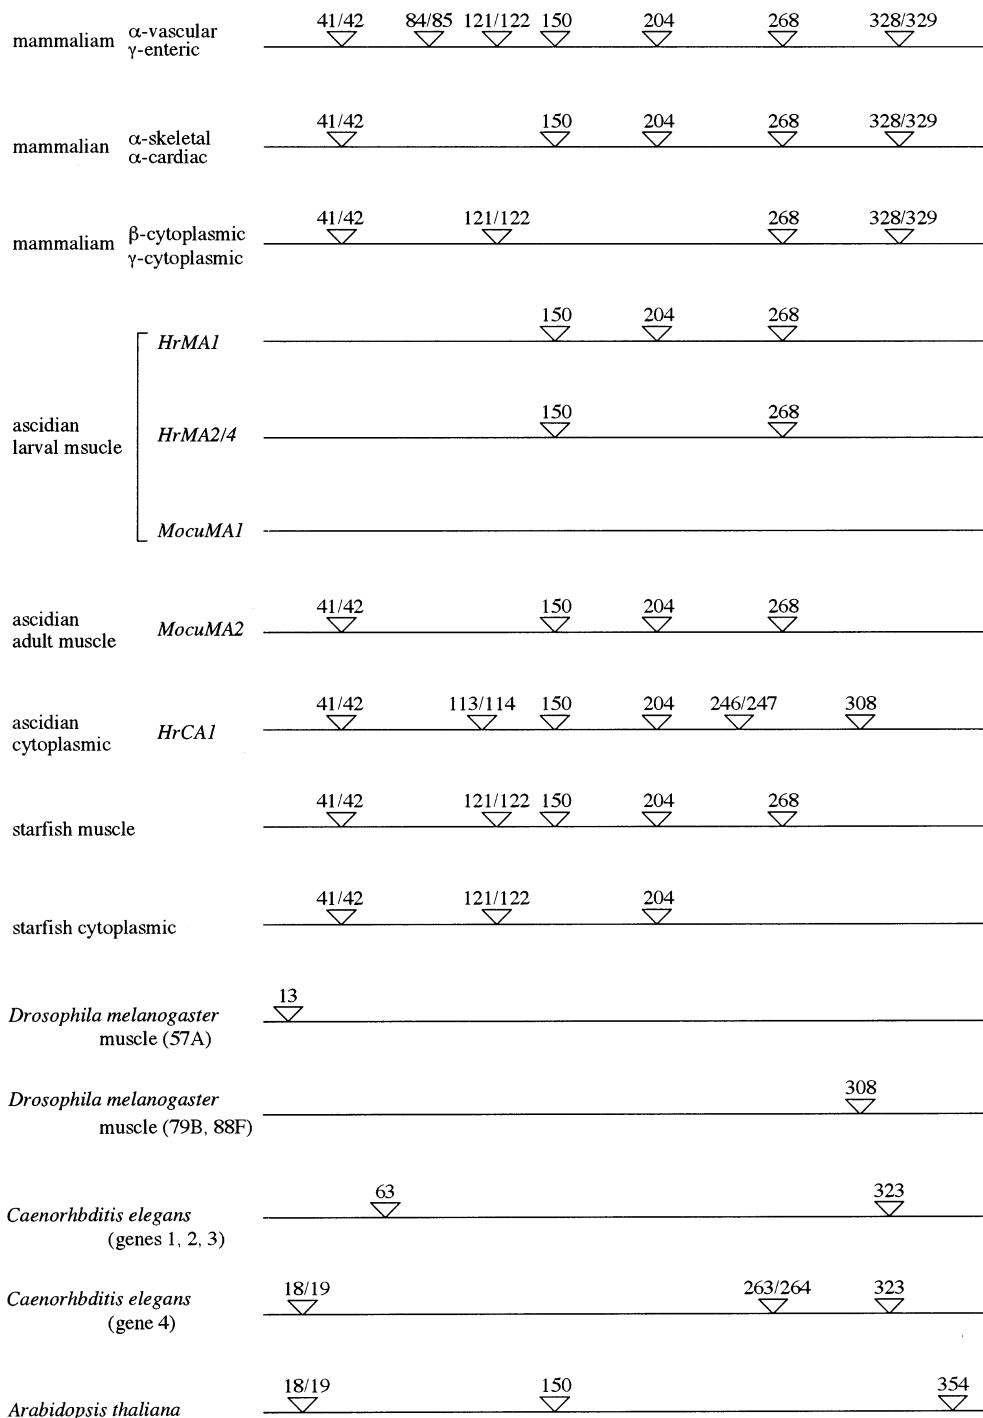 41/42 84/85 121/122 150 204 268 328/329
mammaliam α-vascular
γ-enteric
41/42 150 204 268 328/329
mammalian α-skeletal
α-cardiac
41/42 121/122 268 328/329
mammaliam β-cytoplasmic
γ-cytoplasmic
150 204 268
HrMA1
150 268
ascidian
larval msucle
HrMA2/4
MocuMA1
41/42 150 204 268
ascidian
adult muscle
MocuMA2
41/42 113/114 150 204 246/247 308
ascidian
cytoplasmic
HrCA1
41/42 121/122 150 204 268
starfish muscle
41/42 121/122 204
starfish cytoplasmic
13
Drosophila melanogaster
muscle (57A)
308
Drosophila melanogaster
muscle (79B, 88F)
63 323
Caenorhbditis elegans
(genes 1, 2, 3)
18/19 263/264 323
Caenorhbditis elegans
(gene 4)
18/19 150 354
Arabidopsis thaliana